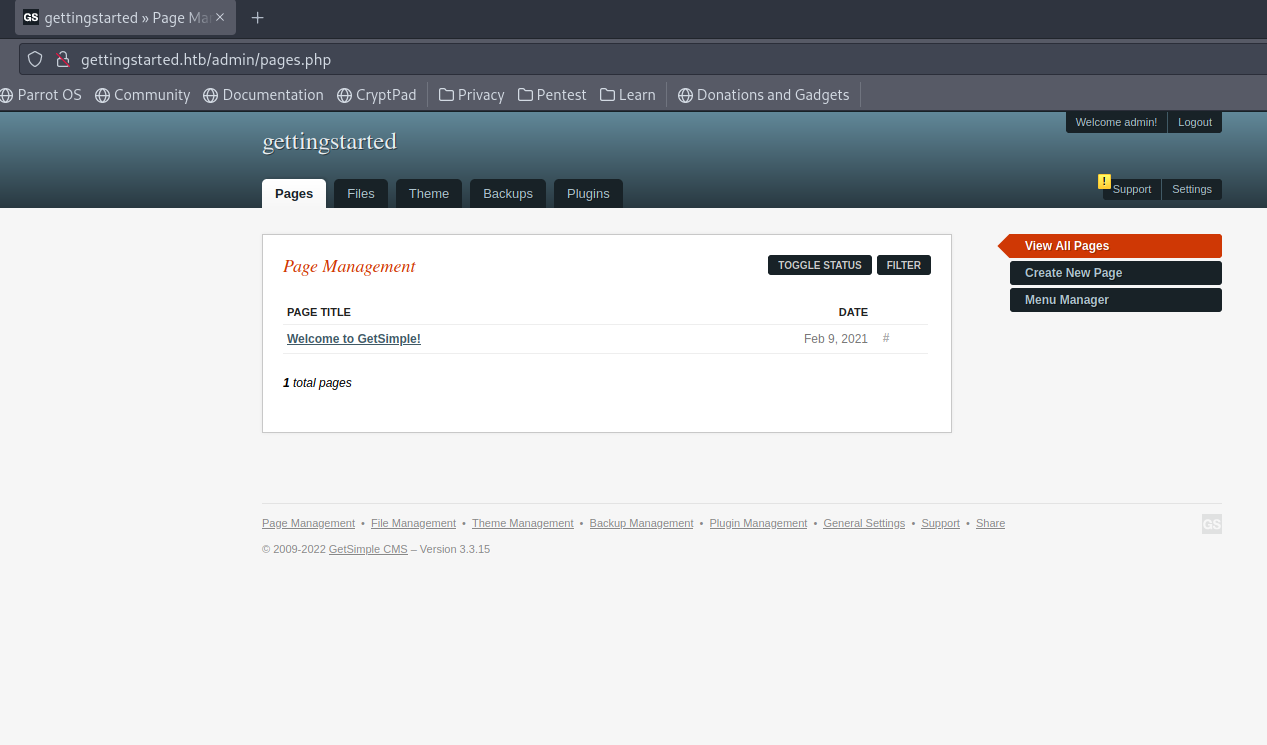 GS gettingstarted » Page Ma
gettingstarted.htb/admin/pages.php
Parrot OS Community Documentation CryptPad Privacy Pentest Learn Donations and Gadgets
Welcome admin! Logout
gettingstarted
Pages Files Theme Backups Plugins ! Support Settings
Page Management TOGGLE STATUS FILTER
View All Pages
Create New Page
Menu Manager
PAGE TITLE DATE
Welcome to GetSimple! Feb 9, 2021 #
1 total pages
Page Management • File Management • Theme Management • Backup Management • Plugin Management • General Settings • Support • Share
GS
© 2009-2022 GetSimple CMS – Version 3.3.15